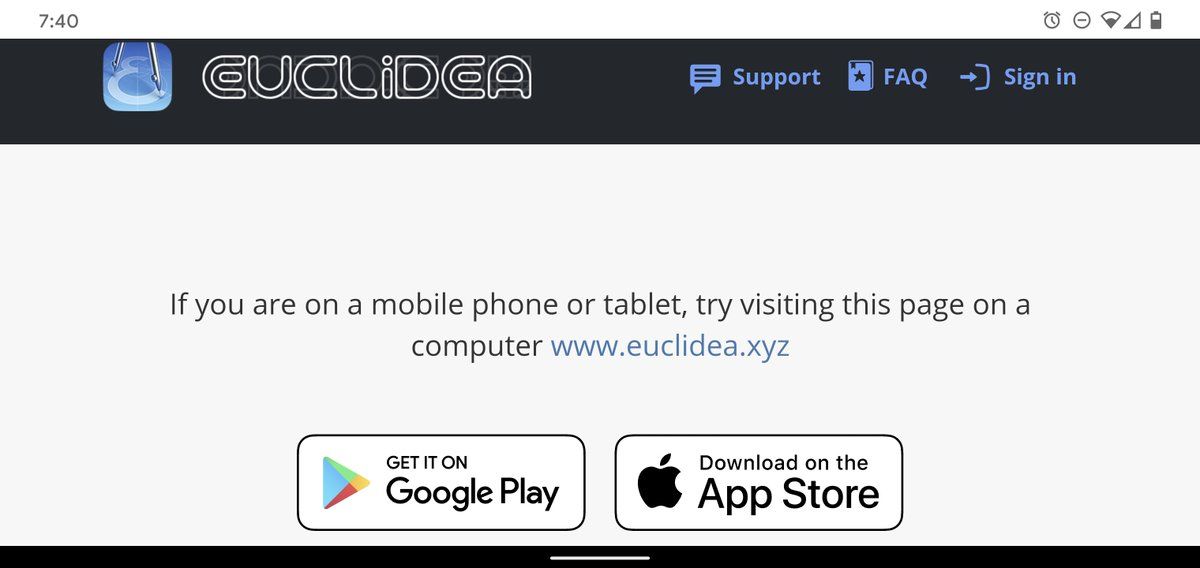 7:40
EUCLiDEA
Support FAQ Sign in
If you are on a mobile phone or tablet, try visiting this page on a
computer www.euclidea.xyz
GET IT ON
Google Play
Download on the
App Store